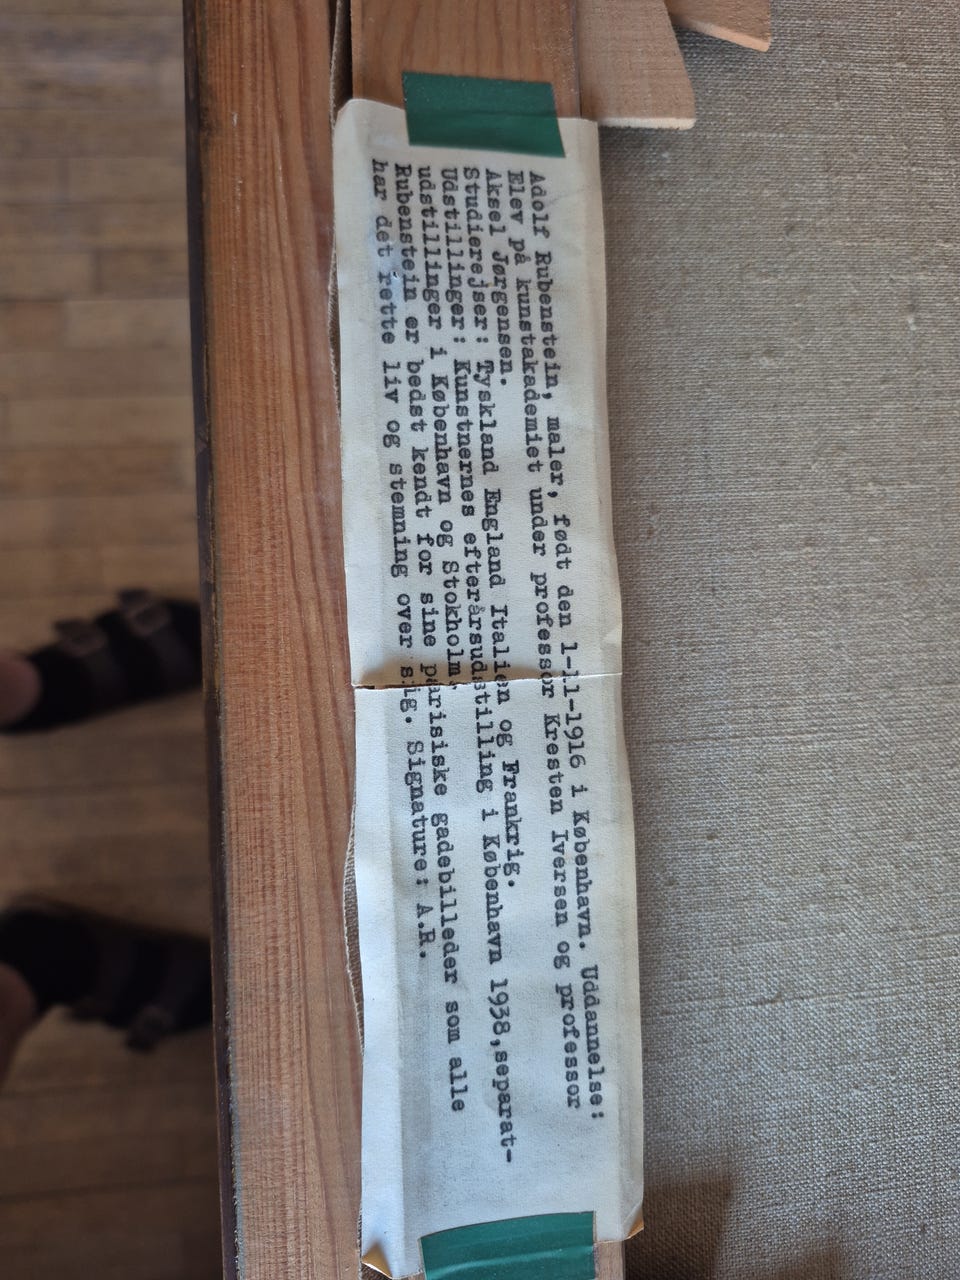 Adolf Rubenstein, maler, født den 1-11-1916 i København. Uddannelse:
Elev på kunstakademiet under professor Kresten Iversen og professor
Aksel Jørgensen.
Studierejser: Tyskland England Italien og Frankrig.
Udstillinger: Kunstnernes efterårsudstilling i København 1938,separat-
udstillinger i København og Stokholm.
Rubenstein er bedst kendt for sine parisiske gadebilleder som alle
har det rette liv og stemning over sig. Signature: A.R.